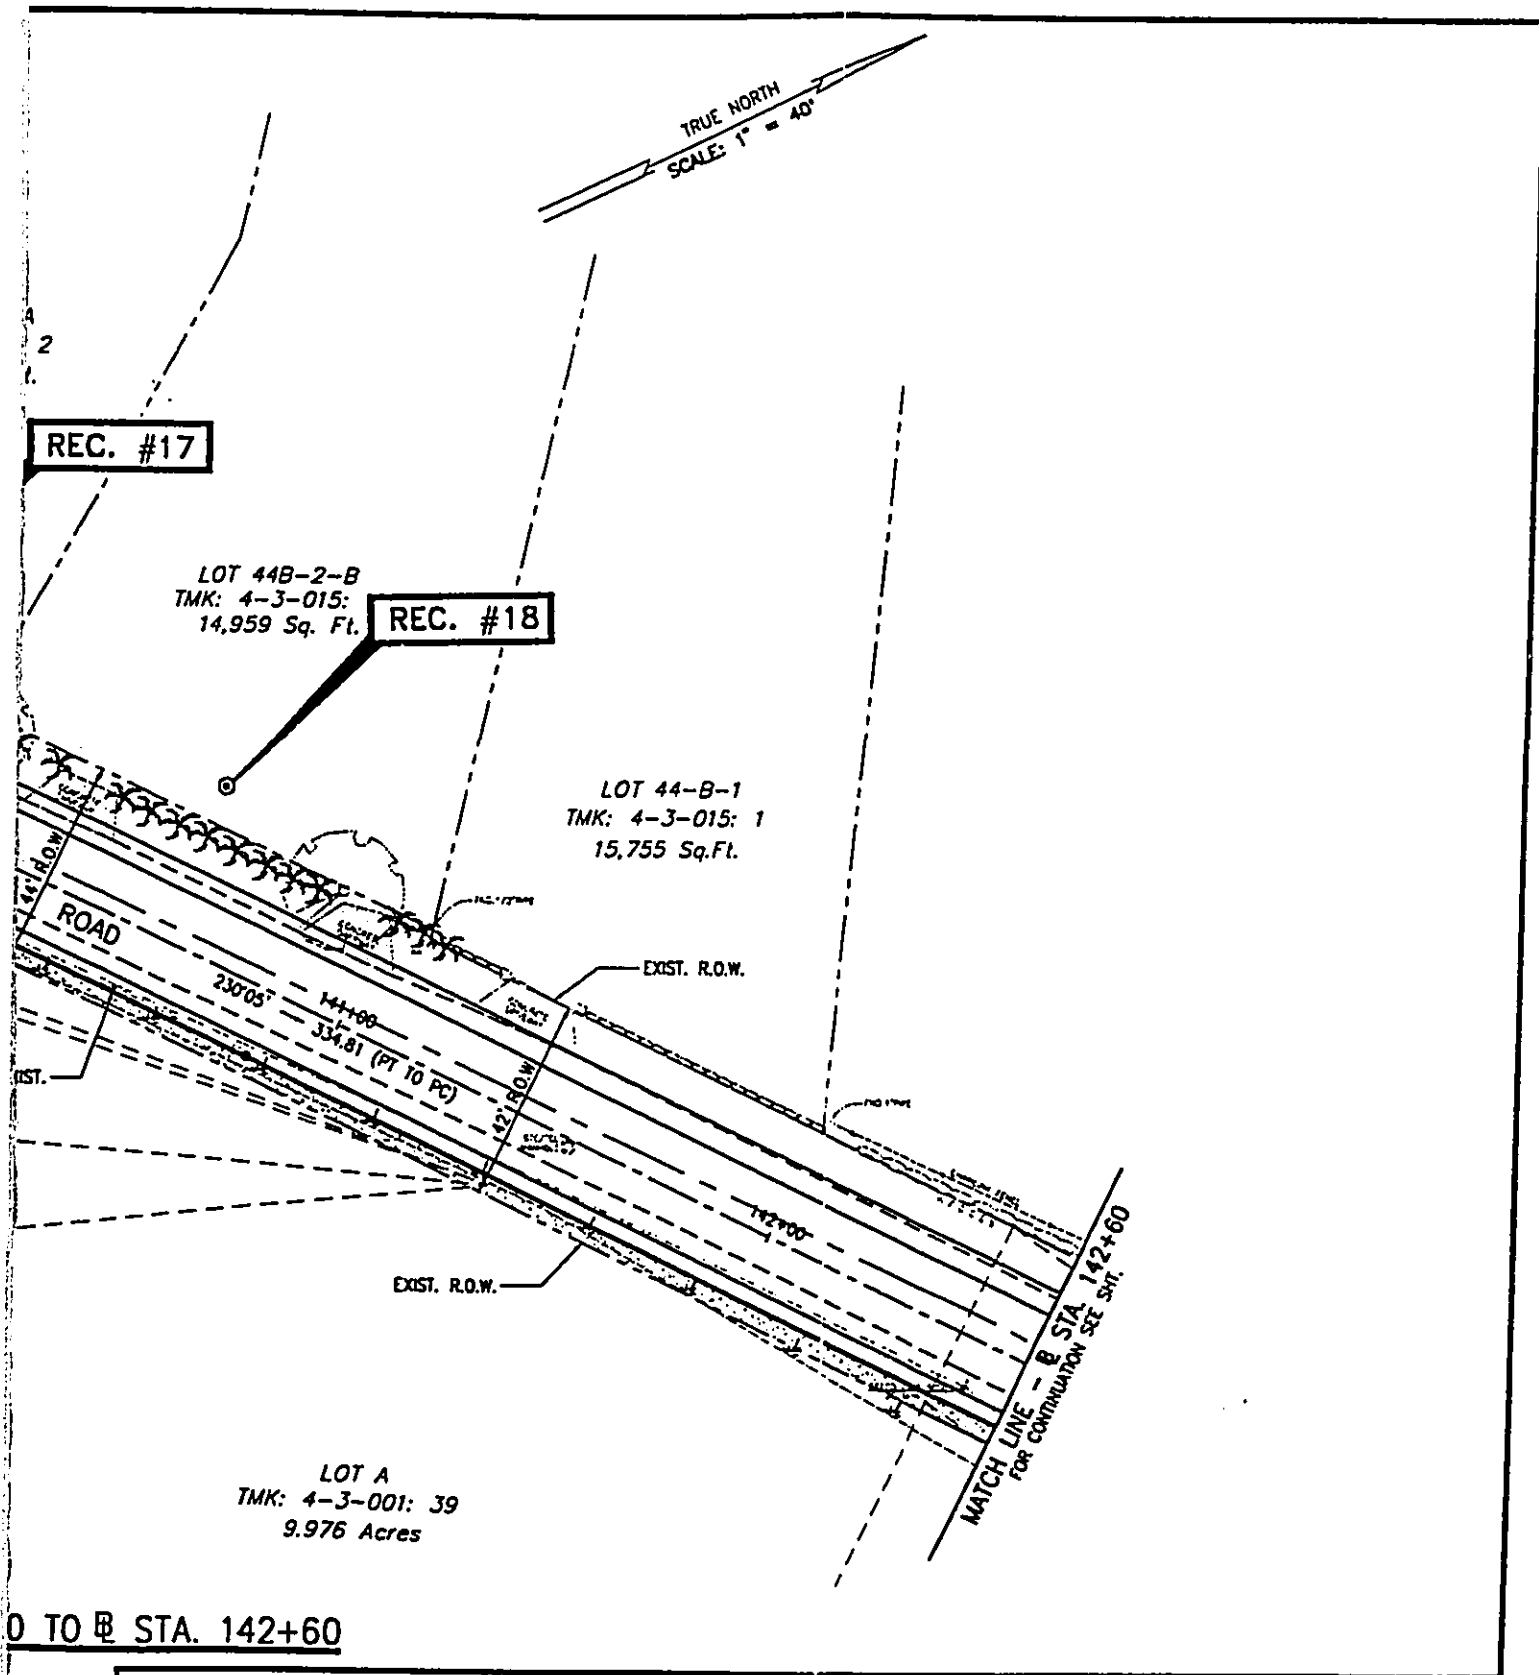 TRUE NORTH
SCALE: 1" = 40'
A
2
REC. #17
LOT 44B-2-B
TMK: 4-3-015:
14,959 Sq. Ft.
REC. #18
LOT 44-B-1
TMK: 4-3-015: 1
15,755 Sq.Ft.
44' R.O.W
ROAD
EXIST. R.O.W.
230°05'
141+00
334.81 (PT TO PC)
42' R.O.W
142+00
EXIST. R.O.W.
MATCH LINE - BL STA. 142+60
FOR CONTINUATION SEE SHT.
LOT A
TMK: 4-3-001: 39
9.976 Acres
0 TO BL STA. 142+60